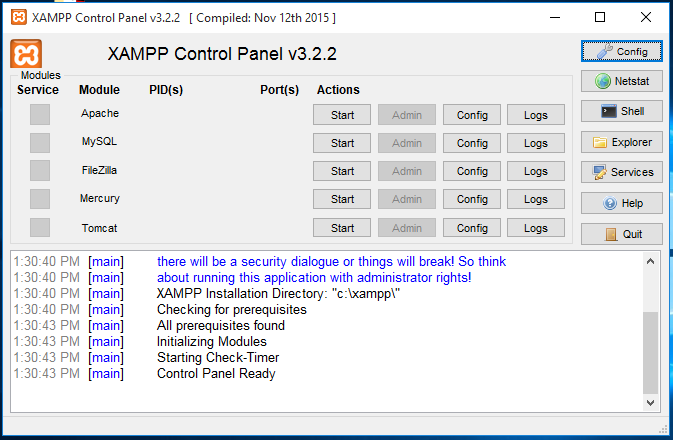 XAMPP Control Panel v3.2.2 [ Compiled: Nov 12th 2015 ]
XAMPP Control Panel v3.2.2
Config
Modules
Service Module PID(s) Port(s) Actions
Netstat
Apache Start Admin Config Logs
Shell
MySQL Start Admin Config Logs
Explorer
FileZilla Start Admin Config Logs
Services
Mercury Start Admin Config Logs
Help
Tomcat Start Admin Config Logs
Quit
1:30:40 PM [main] there will be a security dialogue or things will break! So think
1:30:40 PM [main] about running this application with administrator rights!
1:30:40 PM [main] XAMPP Installation Directory: "c:\xampp\"
1:30:40 PM [main] Checking for prerequisites
1:30:43 PM [main] All prerequisites found
1:30:43 PM [main] Initializing Modules
1:30:43 PM [main] Starting Check-Timer
1:30:43 PM [main] Control Panel Ready